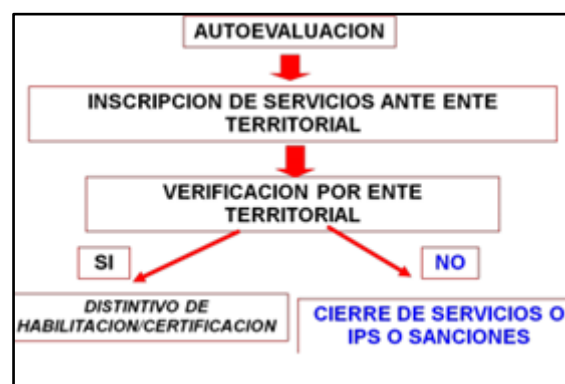 AUTOEVALUACION
INSCRIPCION DE SERVICIOS ANTE ENTE
TERRITORIAL
VERIFICACION POR ENTE
TERRITORIAL
SI
NO
DISTINTIVO DE
HABILITACION/CERTIFICACION
CIERRE DE SERVICIOS O
IPS O SANCIONES